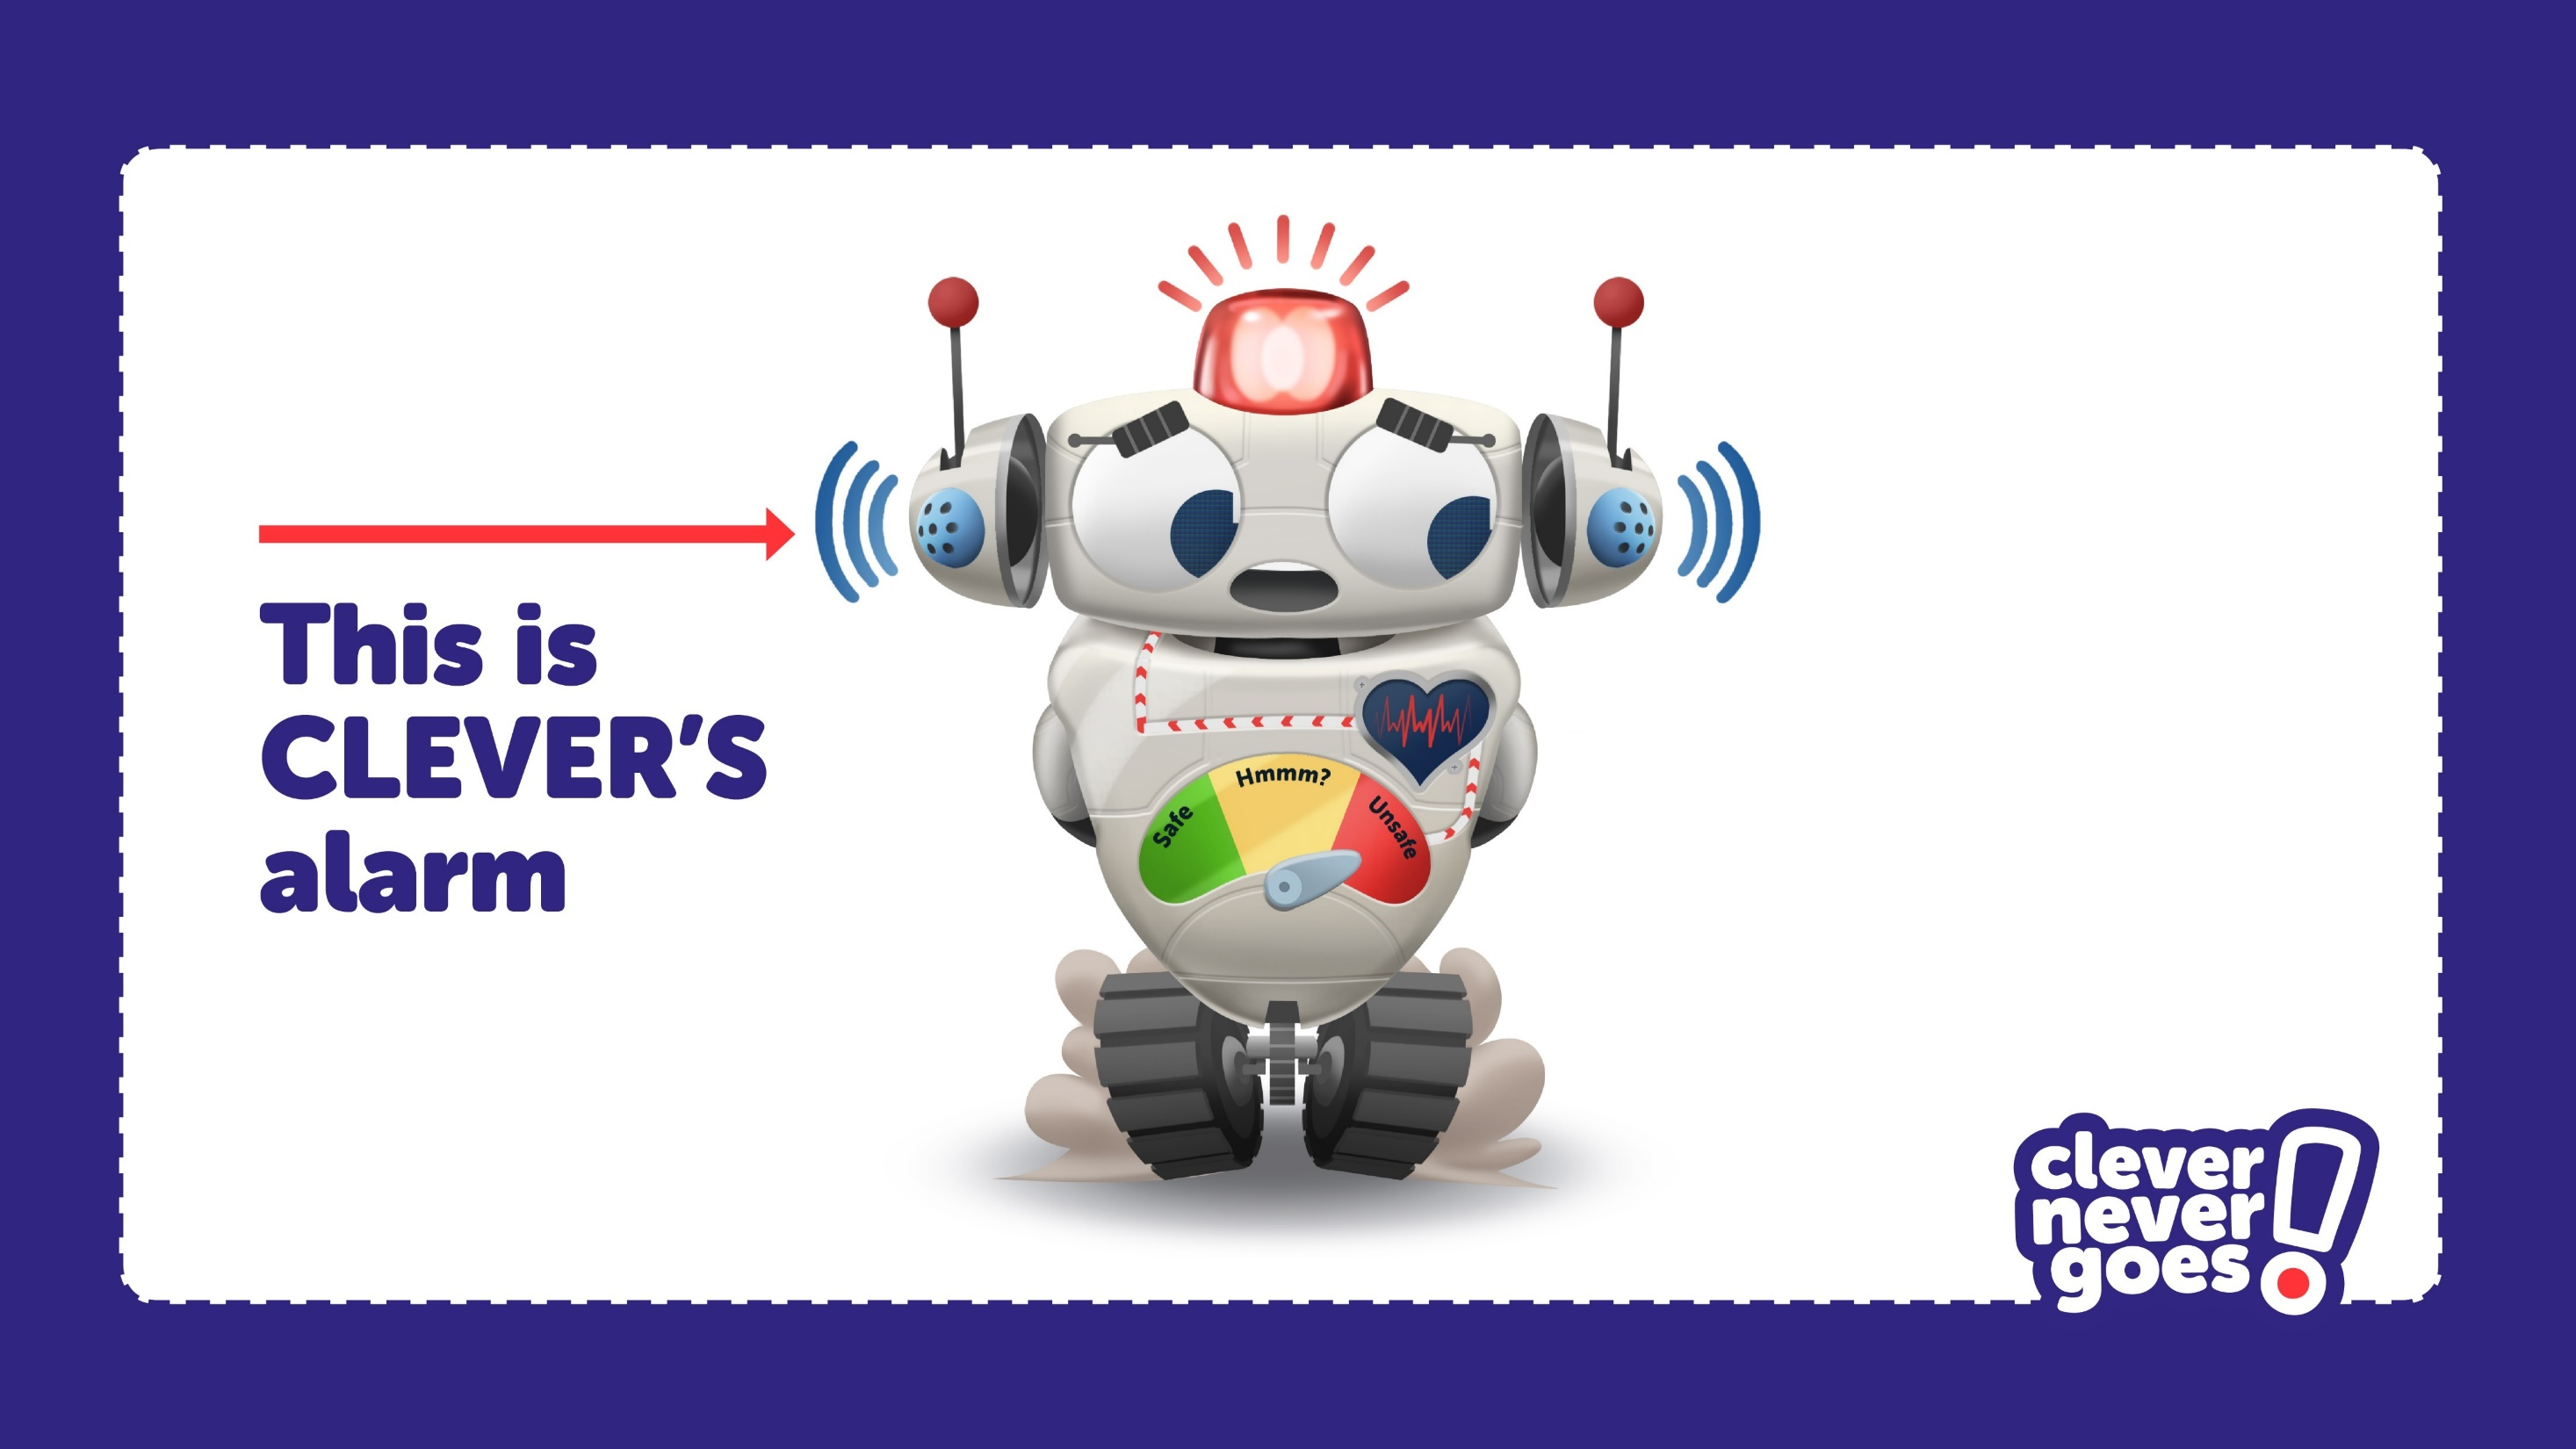 This is
CLEVER'S
alarm
Hmmm?
Safe
Unsafe
clever
never
goes!